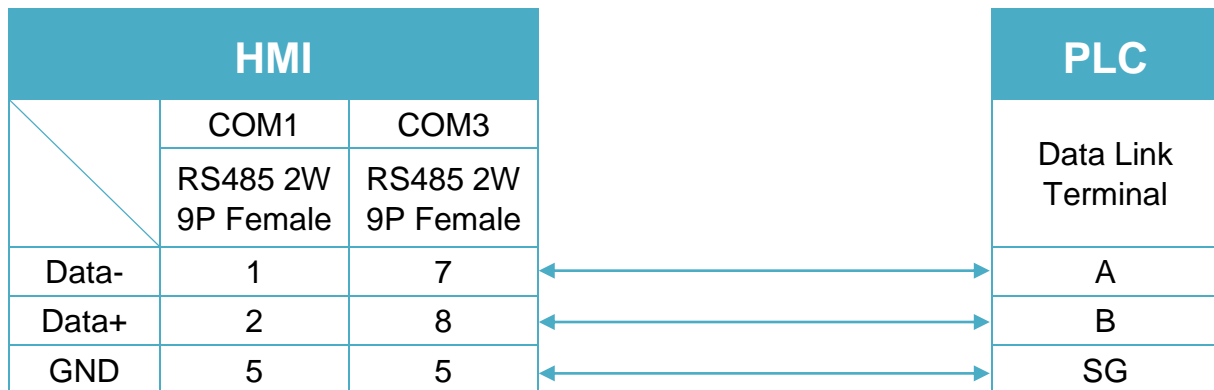 HMI PLC
COM1 COM3
Data Link
Terminal
RS485 2W RS485 2W
9P Female 9P Female
Data- 1 7 A
Data+ 2 8 B
GND 5 5 SG